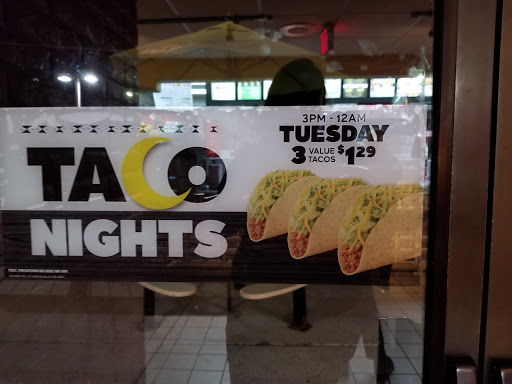 3PM - 12AM
TUESDAY
3 VALUE TACOS $1.29
TACO
NIGHTS